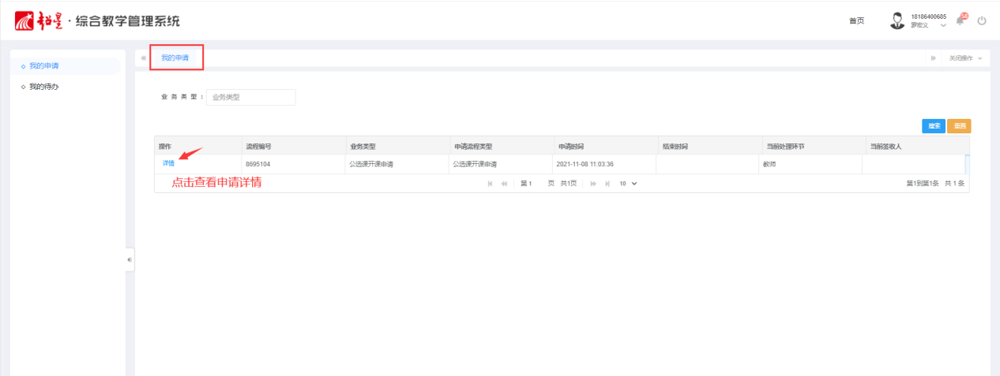 超星·综合教学管理系统
首页
18186400685
罗宏义
58
我的申请
我的待办
我的申请
关闭操作
业务类型：
业务类型
搜索 重置
操作 流程编号 业务类型 申请流程类型 申请时间 结束时间 当前处理环节 当前签收人
详情 8695104 公选课开课申请 公选课开课申请 2021-11-08 11:03:36 教师
点击查看申请详情
第 1 页 共1页 10 第1到第1条 共 1 条